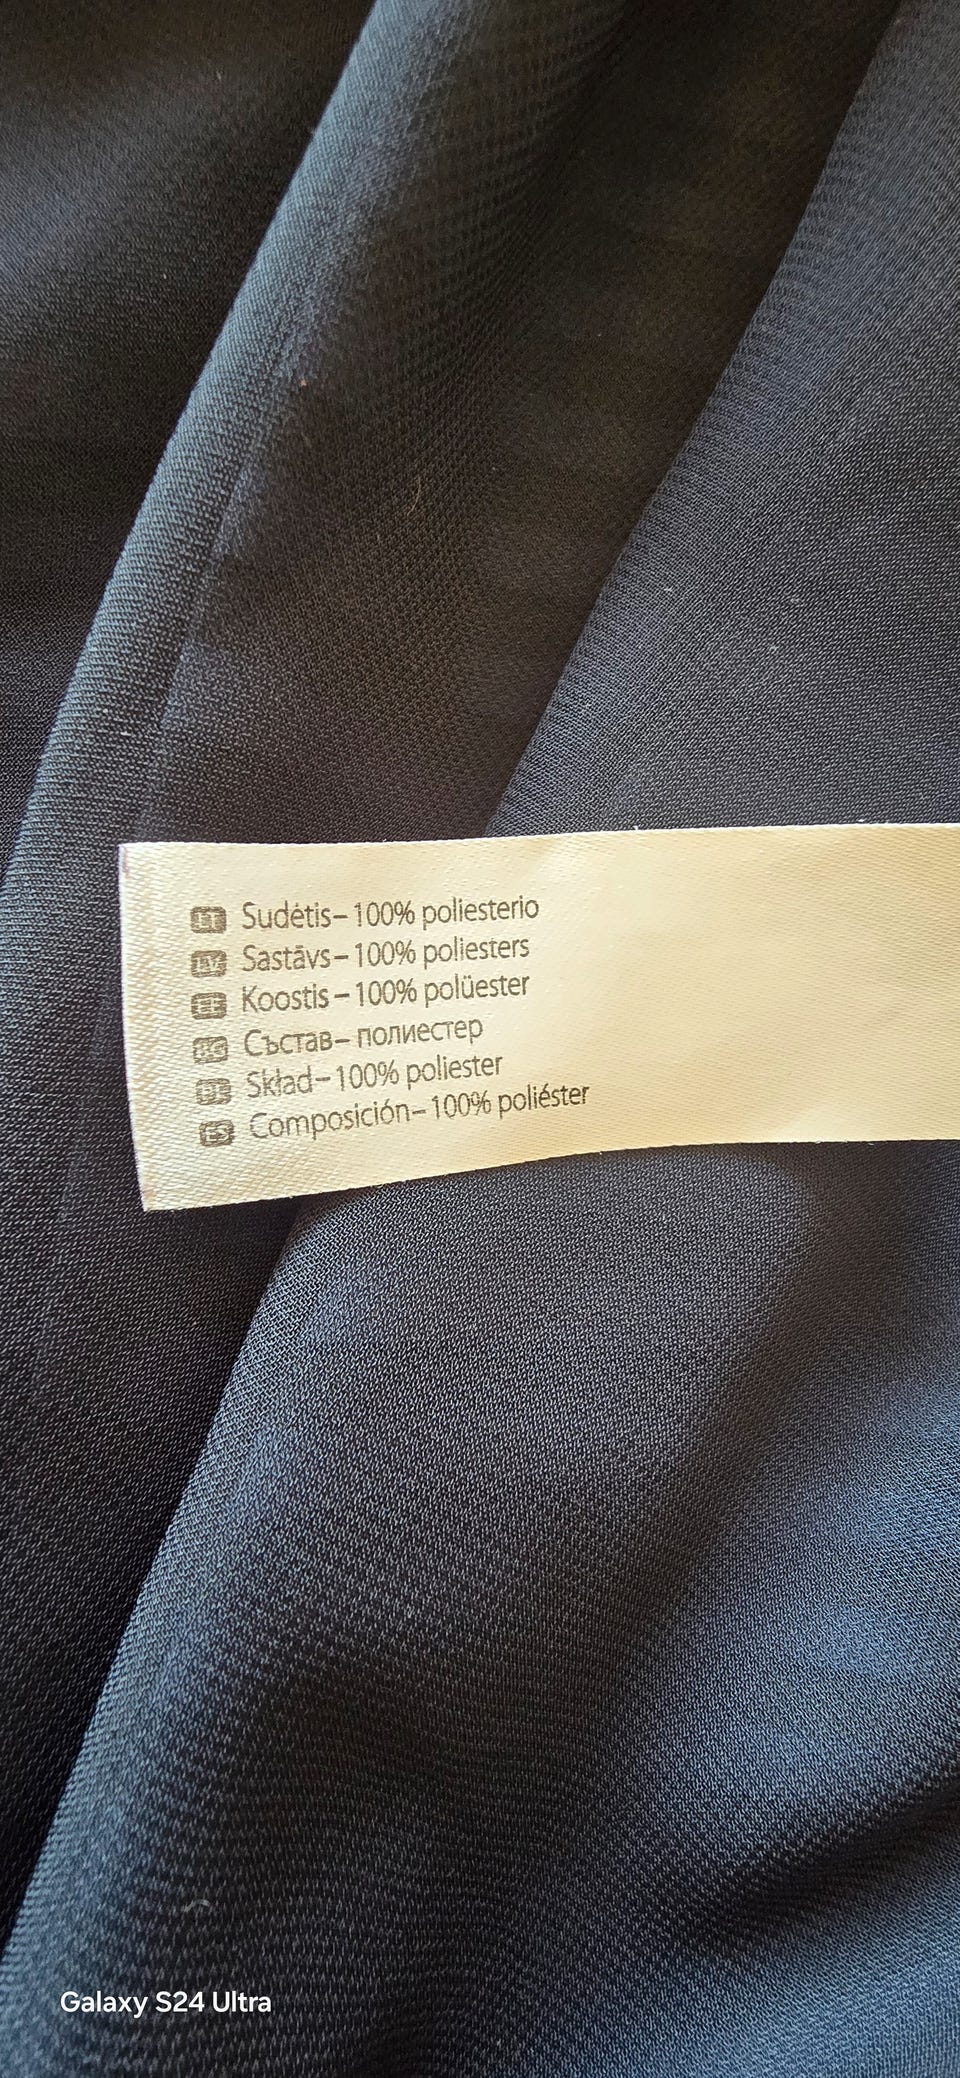 LT Sudėtis– 100% poliesterio
LV Sastāvs– 100% poliesters
EE Koostis – 100% polüester
BG Състав– полиестер
PL Skład– 100% poliester
ES Composición– 100% poliéster
Galaxy S24 Ultra